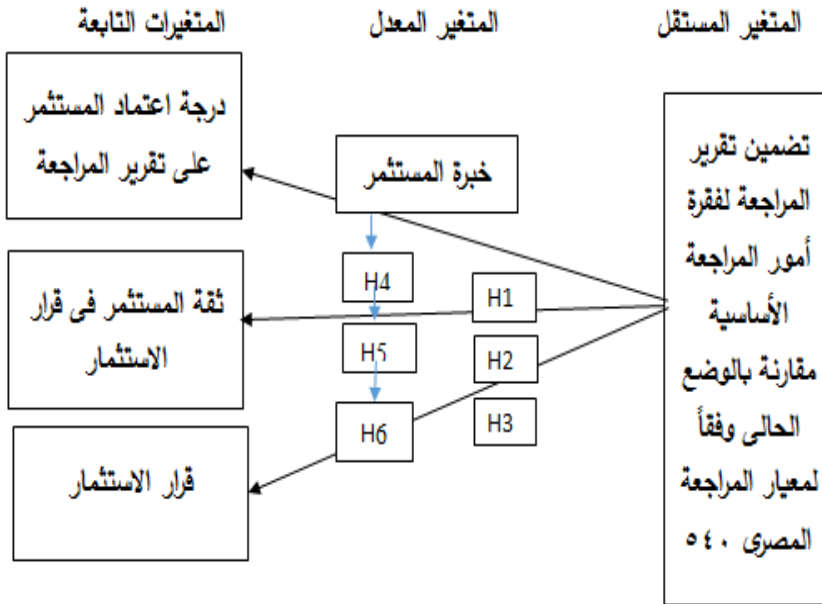 المتغير المستقل
المتغير المعدل
المتغيرات التابعة
تضمين تقرير
المراجعة لفقرة
أمور المراجعة
الأساسية
مقارنة بالوضع
الحالى وفقاً
لمعيار المراجعة
المصرى ٥٤٠
خبرة المستثمر
H4
H5
H6
H1
H2
H3
درجة اعتماد المستثمر
على تقرير المراجعة
ثقة المستثمر فى قرار
الاستثمار
قرار الاستثمار